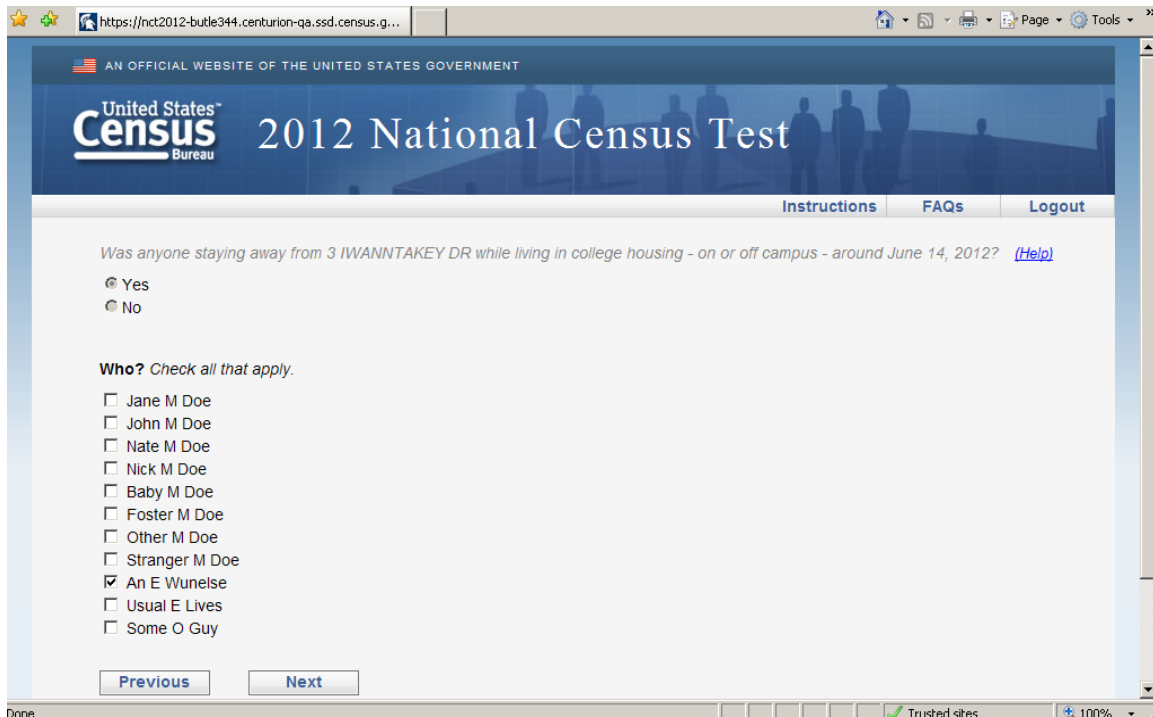 https://nct2012-butle344.centurion-qa.ssd.census.g...
Page
Tools
»
AN OFFICIAL WEBSITE OF THE UNITED STATES GOVERNMENT
United States™
Census
Bureau
2012 National Census Test
Instructions FAQs Logout
Was anyone staying away from 3 IWANNTAKEY DR while living in college housing - on or off campus - around June 14, 2012? (Help)
Yes
No
Who? Check all that apply.
Jane M Doe
John M Doe
Nate M Doe
Nick M Doe
Baby M Doe
Foster M Doe
Other M Doe
Stranger M Doe
An E Wunelse
Usual E Lives
Some O Guy
Previous Next
Done Trusted sites 100%